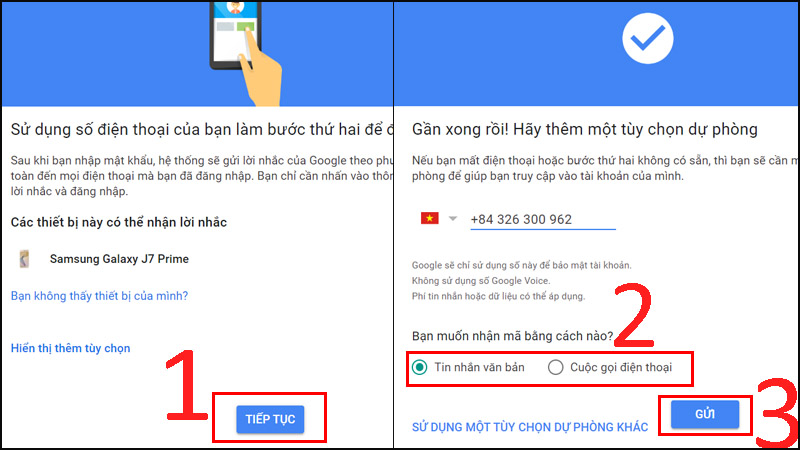 Sử dụng số điện thoại của bạn làm bước thứ hai để đ
Sau khi bạn nhập mật khẩu, hệ thống sẽ gửi lời nhắc của Google theo phư
toàn đến mọi điện thoại mà bạn đã đăng nhập. Bạn chỉ cần nhấn vào thôn
lời nhắc và đăng nhập.
Các thiết bị này có thể nhận lời nhắc
Samsung Galaxy J7 Prime
Bạn không thấy thiết bị của mình?
Hiển thị thêm tùy chọn
1
TIẾP TỤC
Gần xong rồi! Hãy thêm một tùy chọn dự phòng
Nếu bạn mất điện thoại hoặc bước thứ hai không có sẵn, thì bạn sẽ cần m
phòng để giúp bạn truy cập vào tài khoản của mình.
+84 326 300 962
Google sẽ chỉ sử dụng số này để bảo mật tài khoản.
Không sử dụng số Google Voice.
Phí tin nhắn hoặc dữ liệu có thể áp dụng.
2
Bạn muốn nhận mã bằng cách nào?
Tin nhắn văn bản Cuộc gọi điện thoại
GỬI
3
SỬ DỤNG MỘT TÙY CHỌN DỰ PHÒNG KHÁC